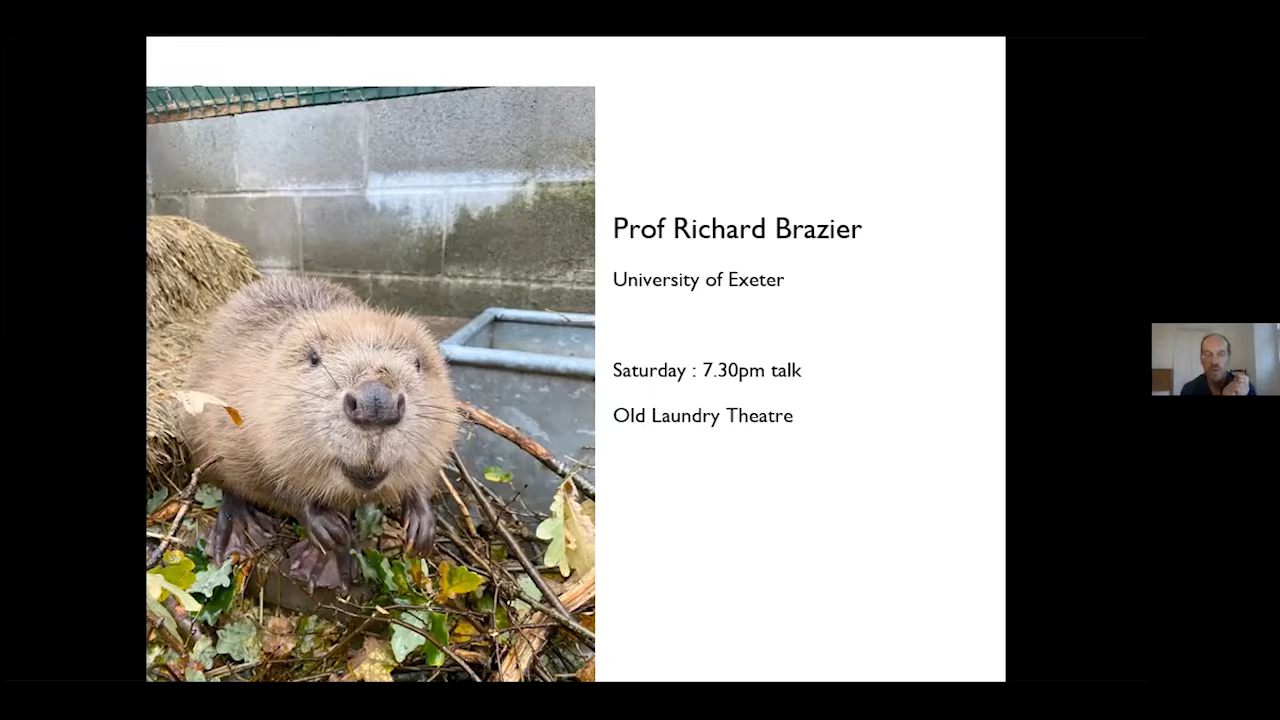 Prof Richard Brazier
University of Exeter
Saturday : 7.30pm talk
Old Laundry Theatre